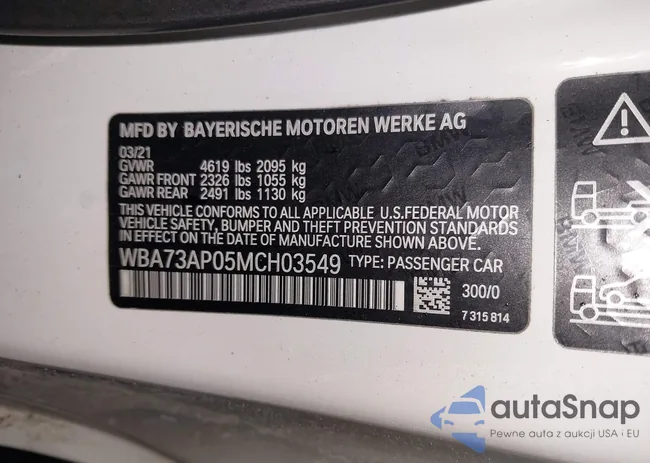 MFD BY BAYERISCHE MOTOREN WERKE AG
03/21
GVWR 4619 lbs 2095 kg
GAWR FRONT 2326 lbs 1055 kg
GAWR REAR 2491 lbs 1130 kg
THIS VEHICLE CONFORMS TO ALL APPLICABLE U.S.FEDERAL MOTOR
VEHICLE SAFETY, BUMPER AND THEFT PREVENTION STANDARDS
IN EFFECT ON THE DATE OF MANUFACTURE SHOWN ABOVE.
WBA73AP05MCH03549 TYPE: PASSENGER CAR
300/0
7 315 814
autaSnap
Pewne auta z aukcji USA i EU